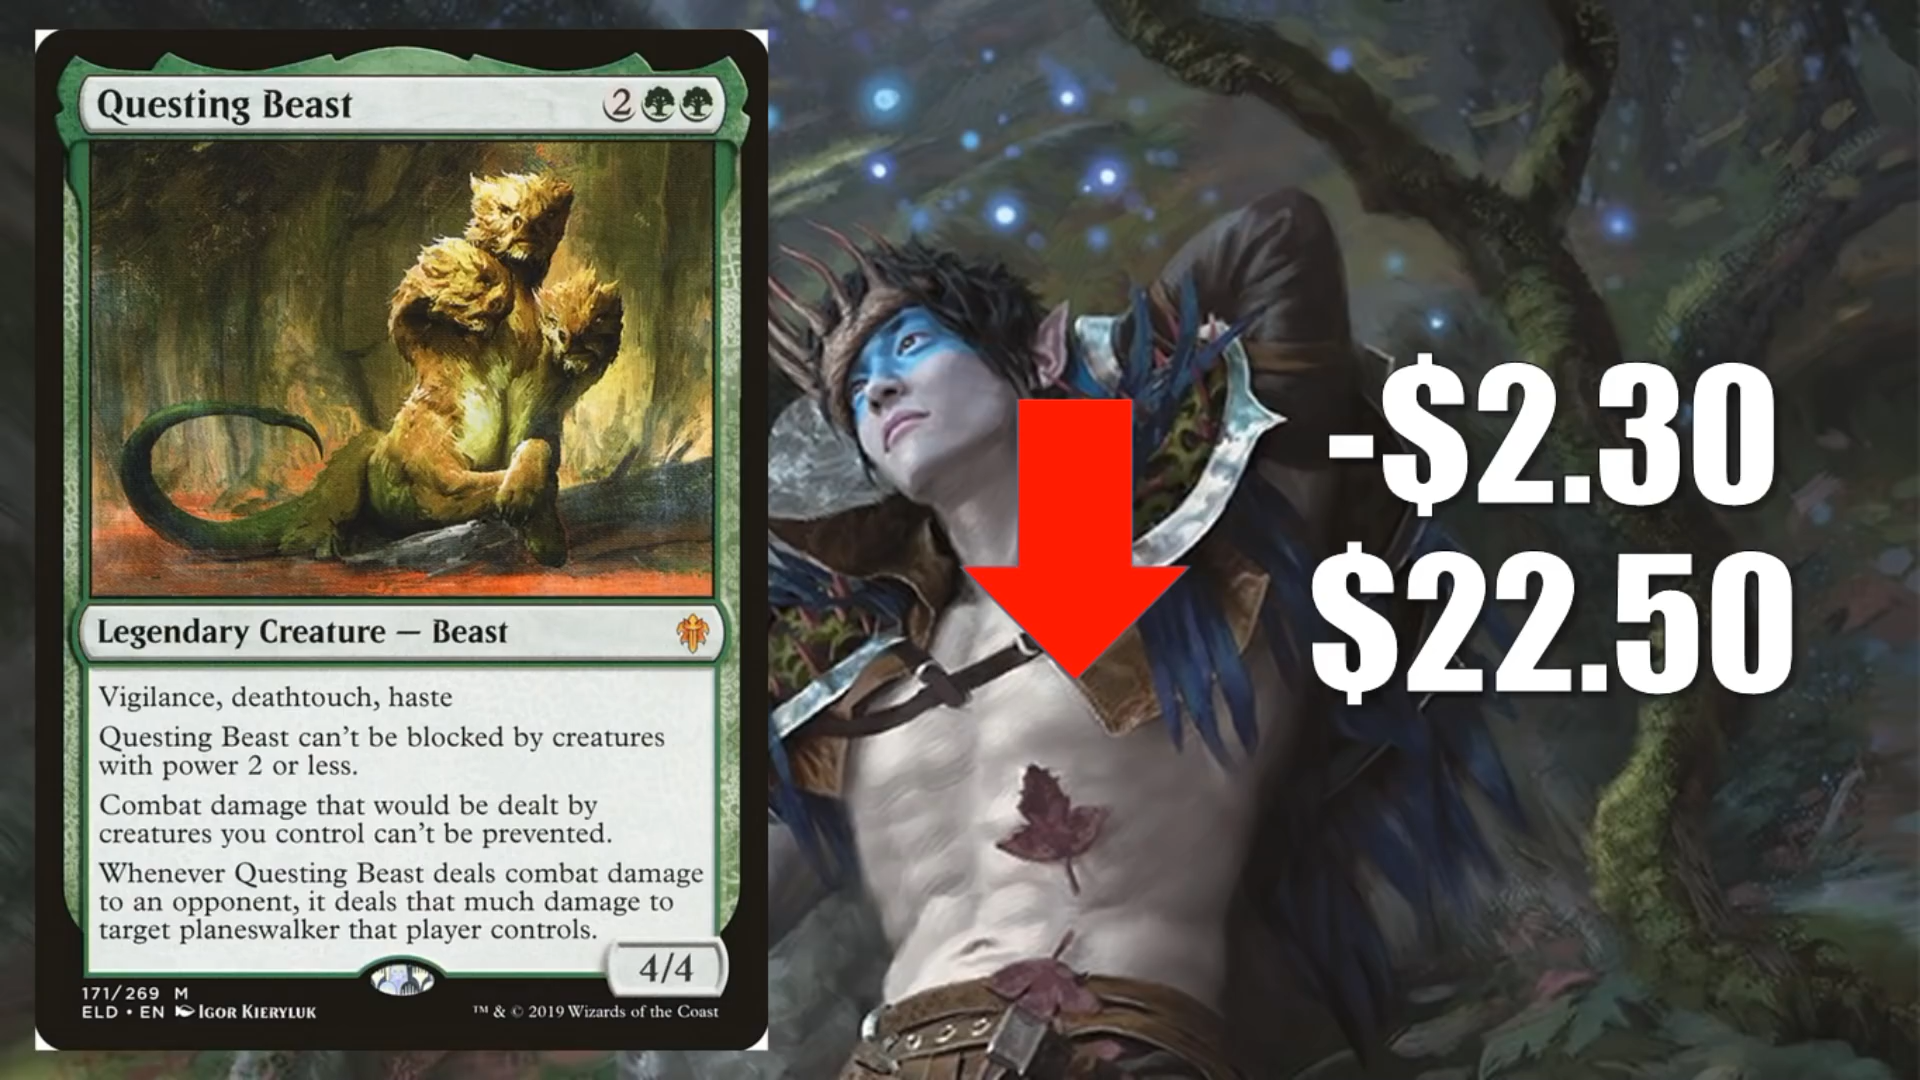 Questing Beast 2
Legendary Creature — Beast
Vigilance, deathtouch, haste
Questing Beast can't be blocked by creatures
with power 2 or less.
Combat damage that would be dealt by
creatures you control can't be prevented.
Whenever Questing Beast deals combat damage
to an opponent, it deals that much damage to
target planeswalker that player controls.
4/4
171/269 M
ELD • EN Igor Kieryluk
™ & © 2019 Wizards of the Coast
-$2.30
$22.50